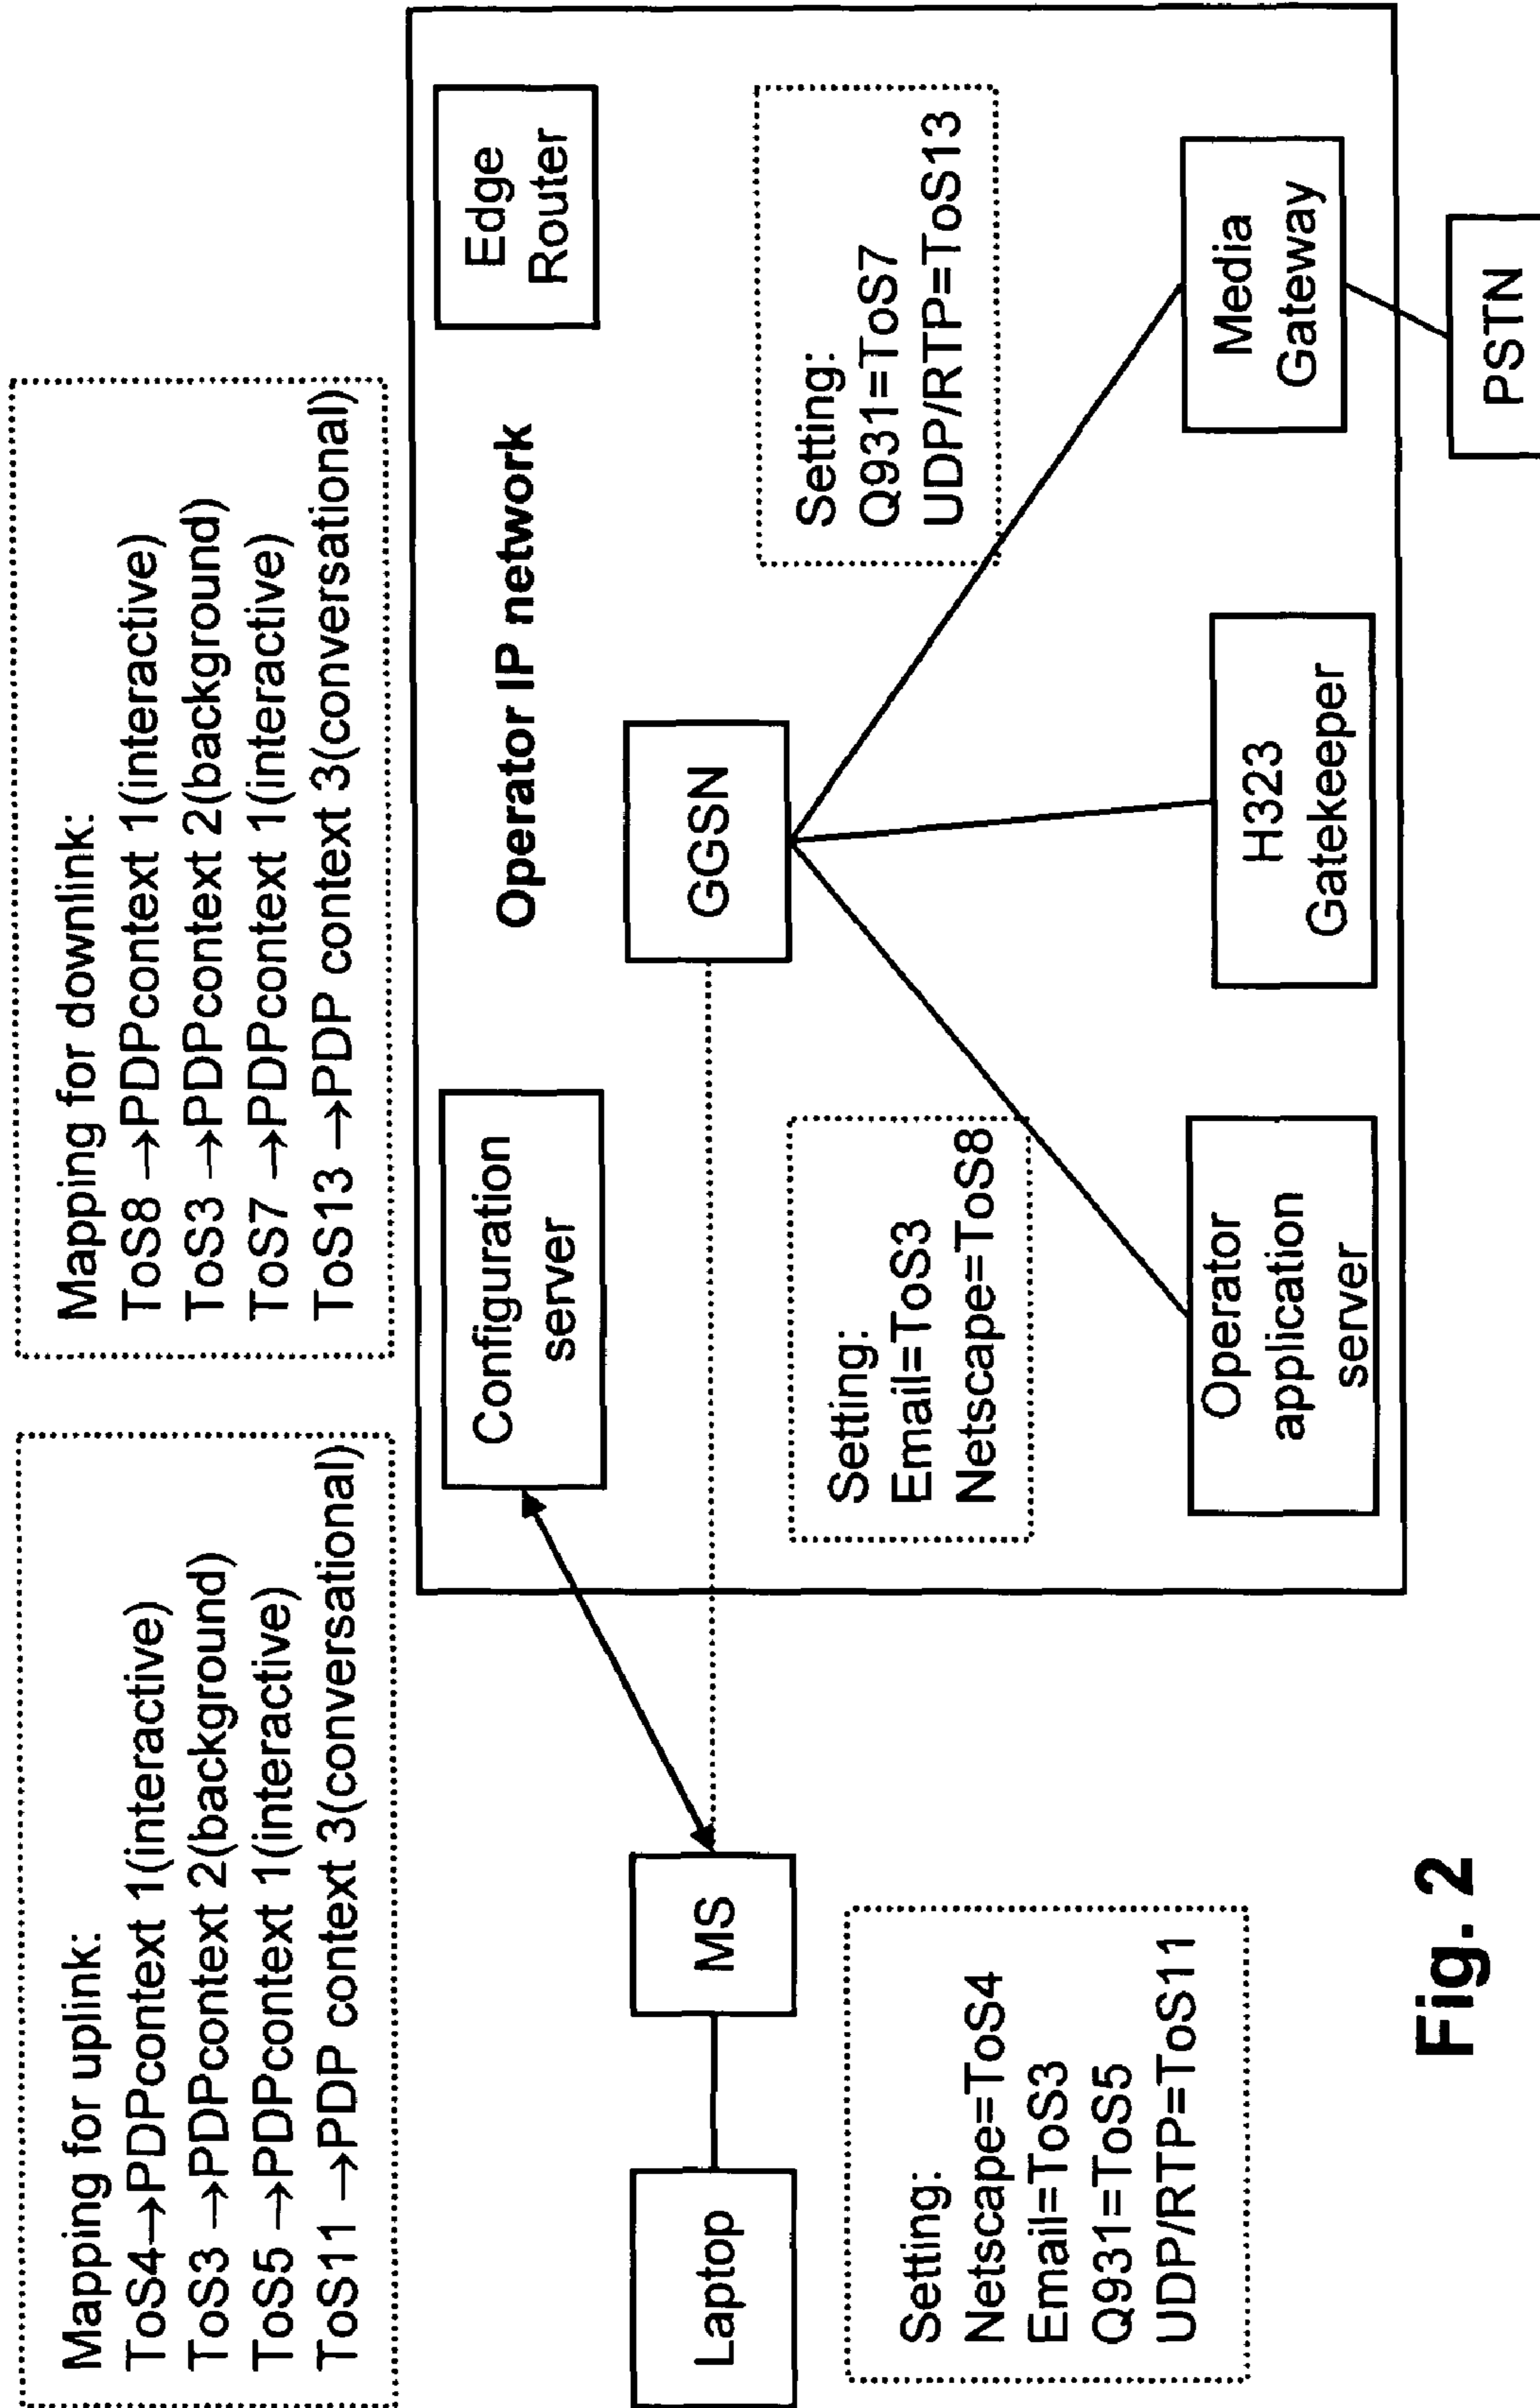 Mapping for uplink:
ToS4→PDPcontext 1(interactive)
ToS3 →PDPcontext 2(background)
ToS5 →PDPcontext 1(interactive)
ToS11 →PDP context 3(conversational)
Mapping for downlink:
ToS8 →PDPcontext 1(interactive)
ToS3 →PDPcontext 2(background)
ToS7 →PDPcontext 1(interactive)
ToS13 →PDP context 3(conversational)
Configuration
server
Operator IP network
Edge
Router
Laptop
MS
GGSN
Setting:
Netscape=ToS4
Email=ToS3
Q931=ToS5
UDP/RTP=ToS11
Setting:
Email=ToS3
Netscape=ToS8
Setting:
Q931=ToS7
UDP/RTP=ToS13
Operator
application
server
H323
Gatekeeper
Media
Gateway
PSTN
Fig. 2